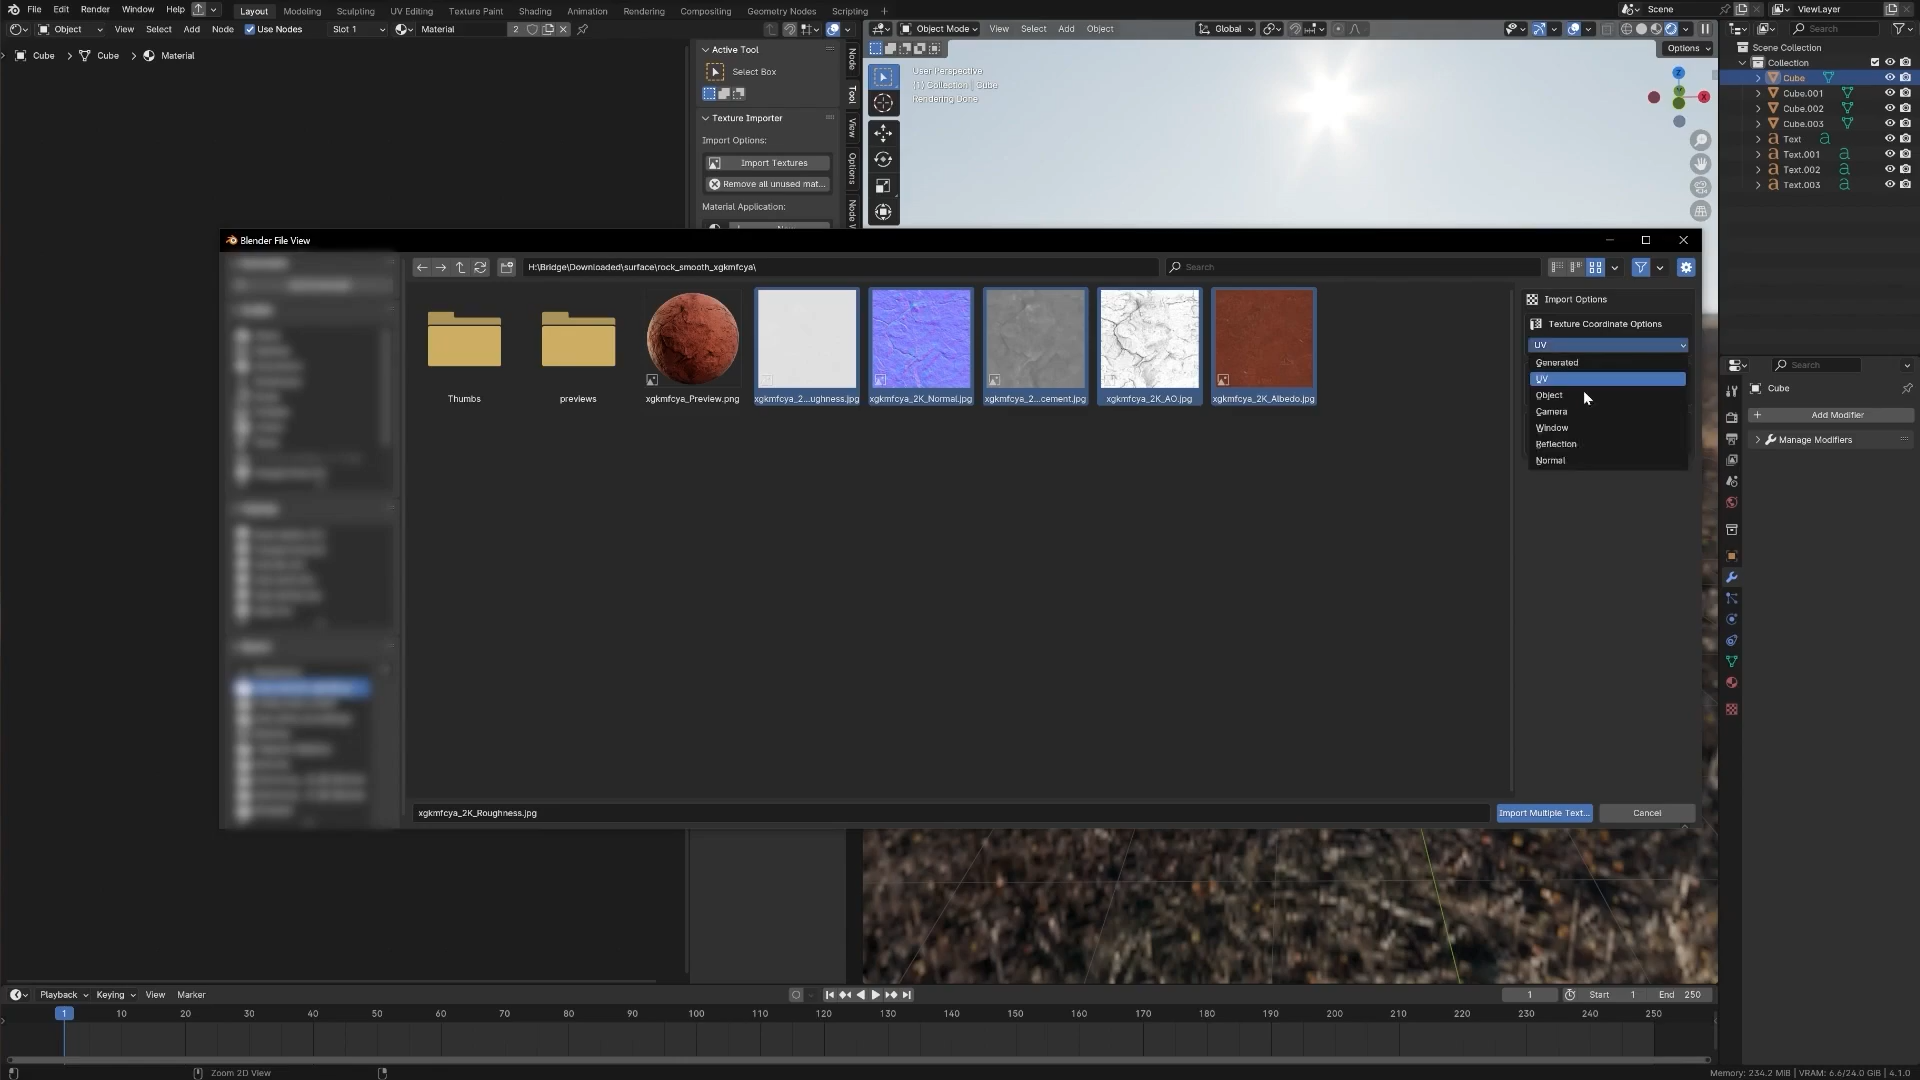 File Edit Render Window Help Layout Modeling Sculpting UV Editing Texture Paint Shading Animation Rendering Compositing Geometry Nodes Scripting + Scene ViewLayer
Object View Select Add Node Use Nodes Slot 1 Material 2
Object Mode View Select Add Object Global Search
Cube > Cube > Material
Active Tool
Select Box
Texture Importer
Import Options:
Import Textures
Remove all unused mat...
Material Application:
Node
Tool
View
Options
Options
User Perspective
(1) Collection | Cube
Rendering Done
Z
X
Scene Collection
Collection
Cube
Cube.001
Cube.002
Cube.003
Text
Text.001
Text.002
Text.003
Blender File View
H:\Bridge\Downloaded\surface\rock_smooth_xgkmfcya\
Search
Thumbs
previews
xgkmfcya_Preview.png
xgkmfcya_2...ughness.jpg
xgkmfcya_2K_Normal.jpg
xgkmfcya_2...cement.jpg
xgkmfcya_2K_AO.jpg
xgkmfcya_2K_Albedo.jpg
Import Options
Texture Coordinate Options
UV
Generated
UV
Object
Camera
Window
Reflection
Normal
xgkmfcya_2K_Roughness.jpg
Import Multiple Text...
Cancel
Search
Cube
Add Modifier
Manage Modifiers
Playback Keying View Marker
1 Start 1 End 250
1 10 20 30 40 50 60 70 80 90 100 110 120 130 140 150 160 170 180 190 200 210 220 230 240 250
Zoom 2D View
Memory: 234.2 MiB | VRAM: 6.6/24.0 GiB | 4.1.0